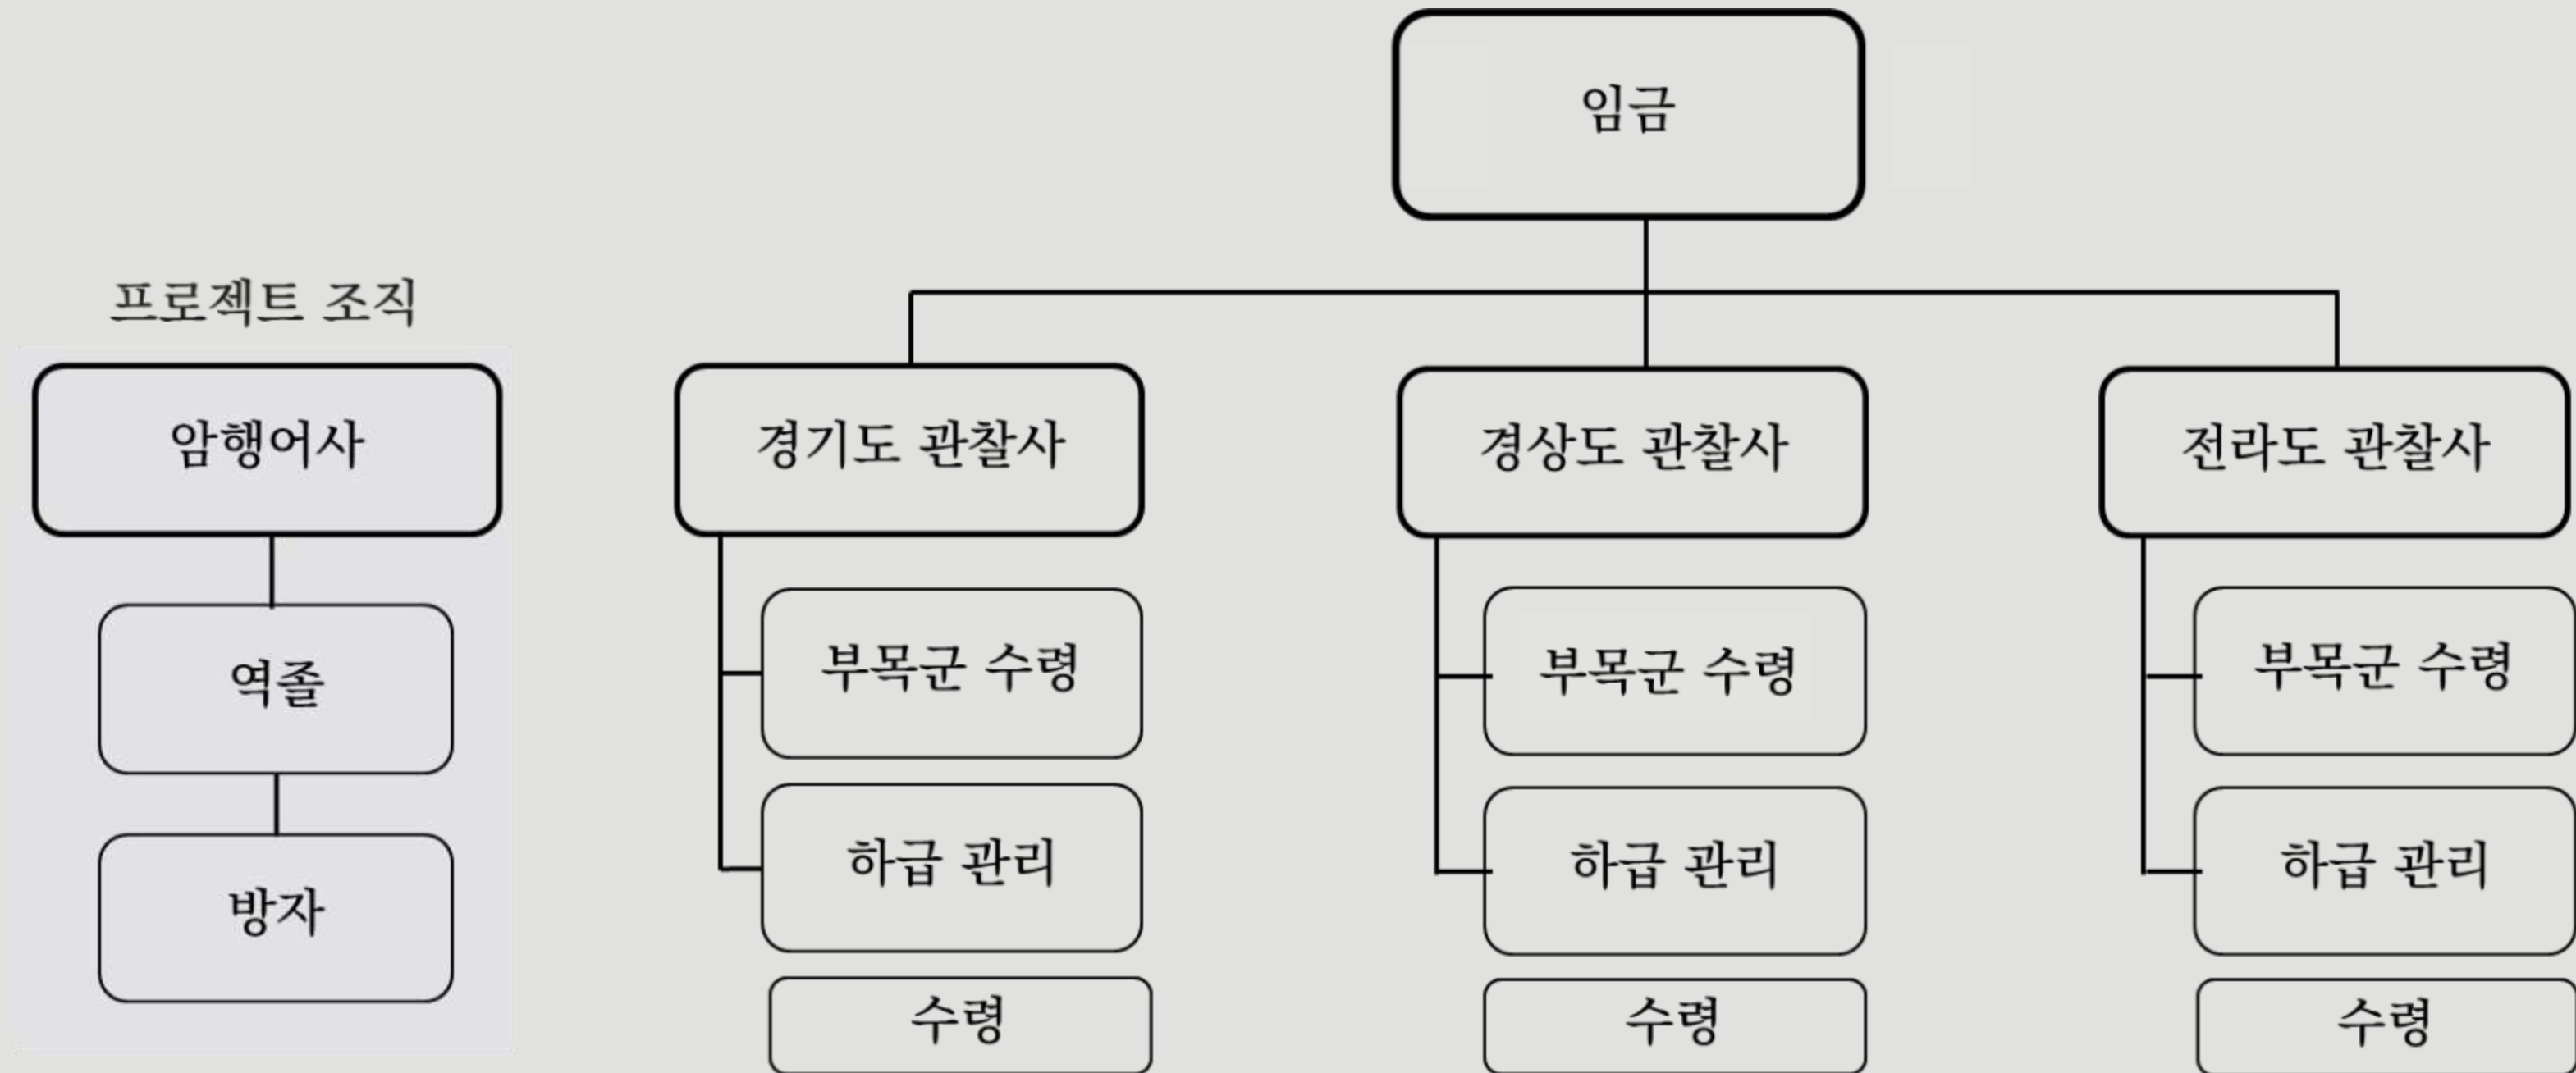 임금
프로젝트 조직
암행어사
역졸
방자
경기도 관찰사
부목군 수령
하급 관리
수령
경상도 관찰사
부목군 수령
하급 관리
수령
전라도 관찰사
부목군 수령
하급 관리
수령